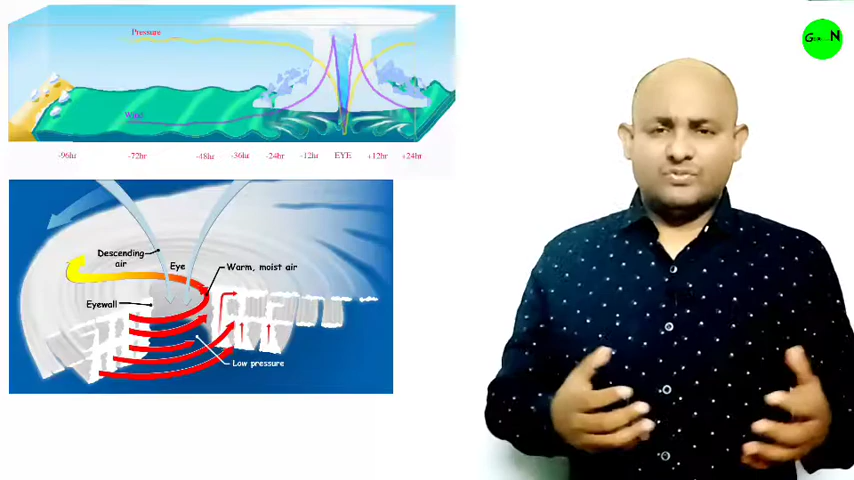 Pressure
Wind
-96hr -72hr -48hr -36hr -24hr -12hr EYE +12hr +24hr
Descending
air
Eye
Warm, moist air
Eyewall
Low pressure